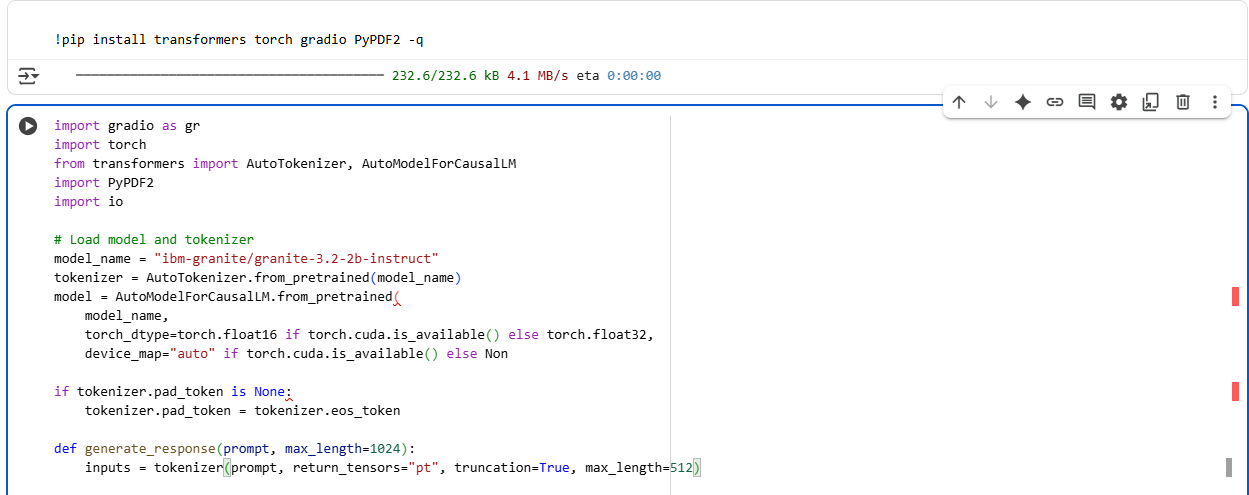 !pip install transformers torch gradio PyPDF2 -q
232.6/232.6 kB 4.1 MB/s eta 0:00:00
import gradio as gr
import torch
from transformers import AutoTokenizer, AutoModelForCausalLM
import PyPDF2
import io
# Load model and tokenizer
model_name = "ibm-granite/granite-3.2-2b-instruct"
tokenizer = AutoTokenizer.from_pretrained(model_name)
model = AutoModelForCausalLM.from_pretrained(
    model_name,
    torch_dtype=torch.float16 if torch.cuda.is_available() else torch.float32,
    device_map="auto" if torch.cuda.is_available() else Non
if tokenizer.pad_token is None:
    tokenizer.pad_token = tokenizer.eos_token
def generate_response(prompt, max_length=1024):
    inputs = tokenizer(prompt, return_tensors="pt", truncation=True, max_length=512)